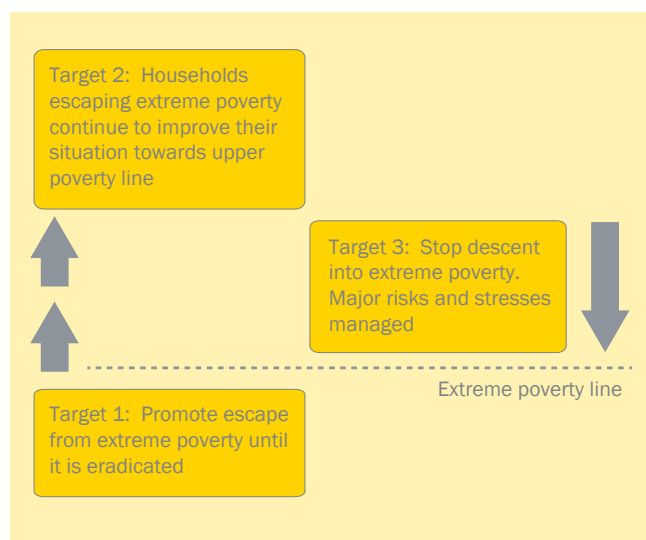 Target 2: Households
escaping extreme poverty
continue to improve their
situation towards upper
poverty line
Target 3: Stop descent
into extreme poverty.
Major risks and stresses
managed
Extreme poverty line
Target 1: Promote escape
from extreme poverty until
it is eradicated